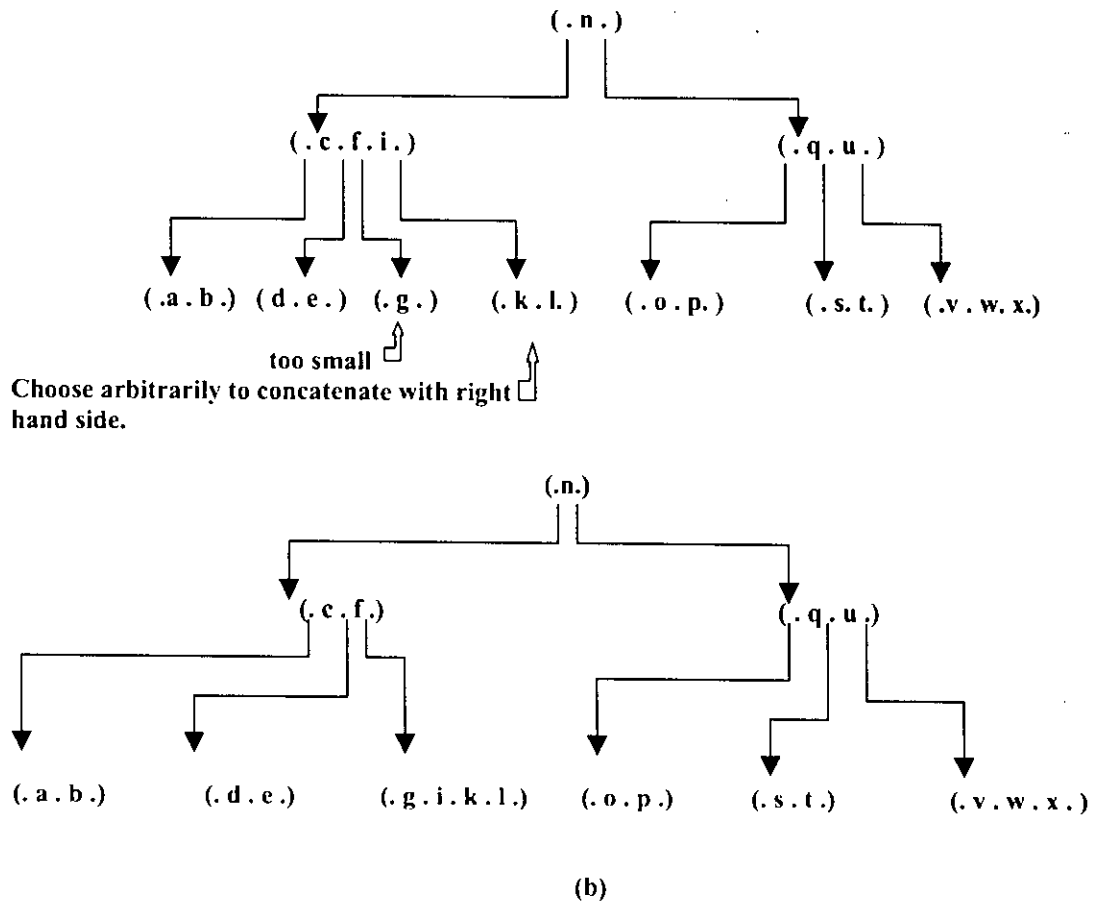 ( . n . )
( . c . f . i . ) ( . q . u . )
( .a . b .) ( d . e . ) (. g . ) (. k . l.) ( . o . p.) ( . s. t. ) ( .v . w. x.)
too small
Choose arbitrarily to concatenate with right
hand side.
(.n.)
(. c . f .) ( . q . u .)
(. a . b .) (. d . e .) (. g . i . k . l .) (. o . p .) (. s . t .) (. v . w . x . )
(b)